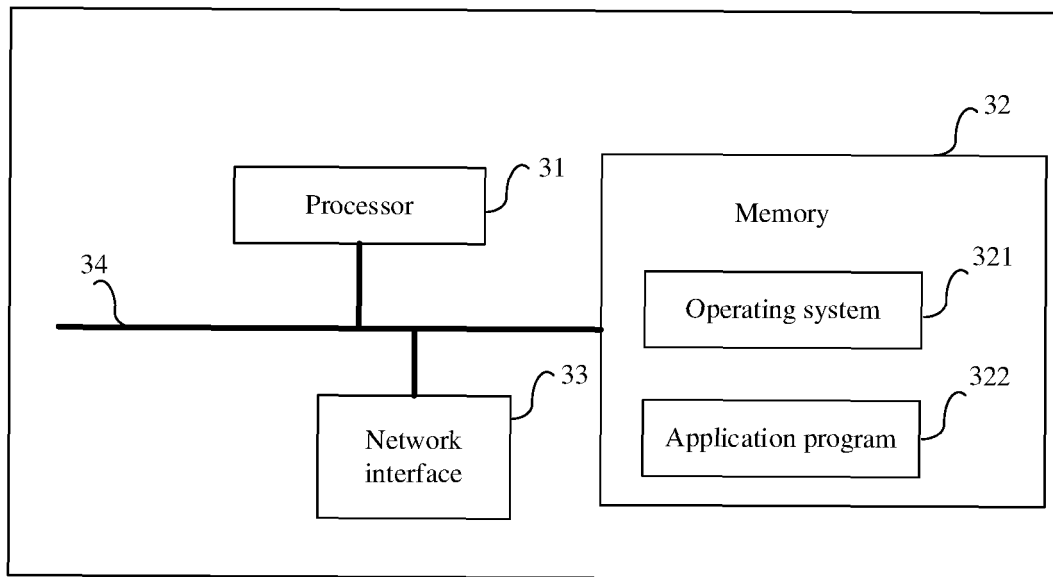 32
31
Processor
Memory
34
321
Operating system
33
322
Network
interface
Application program